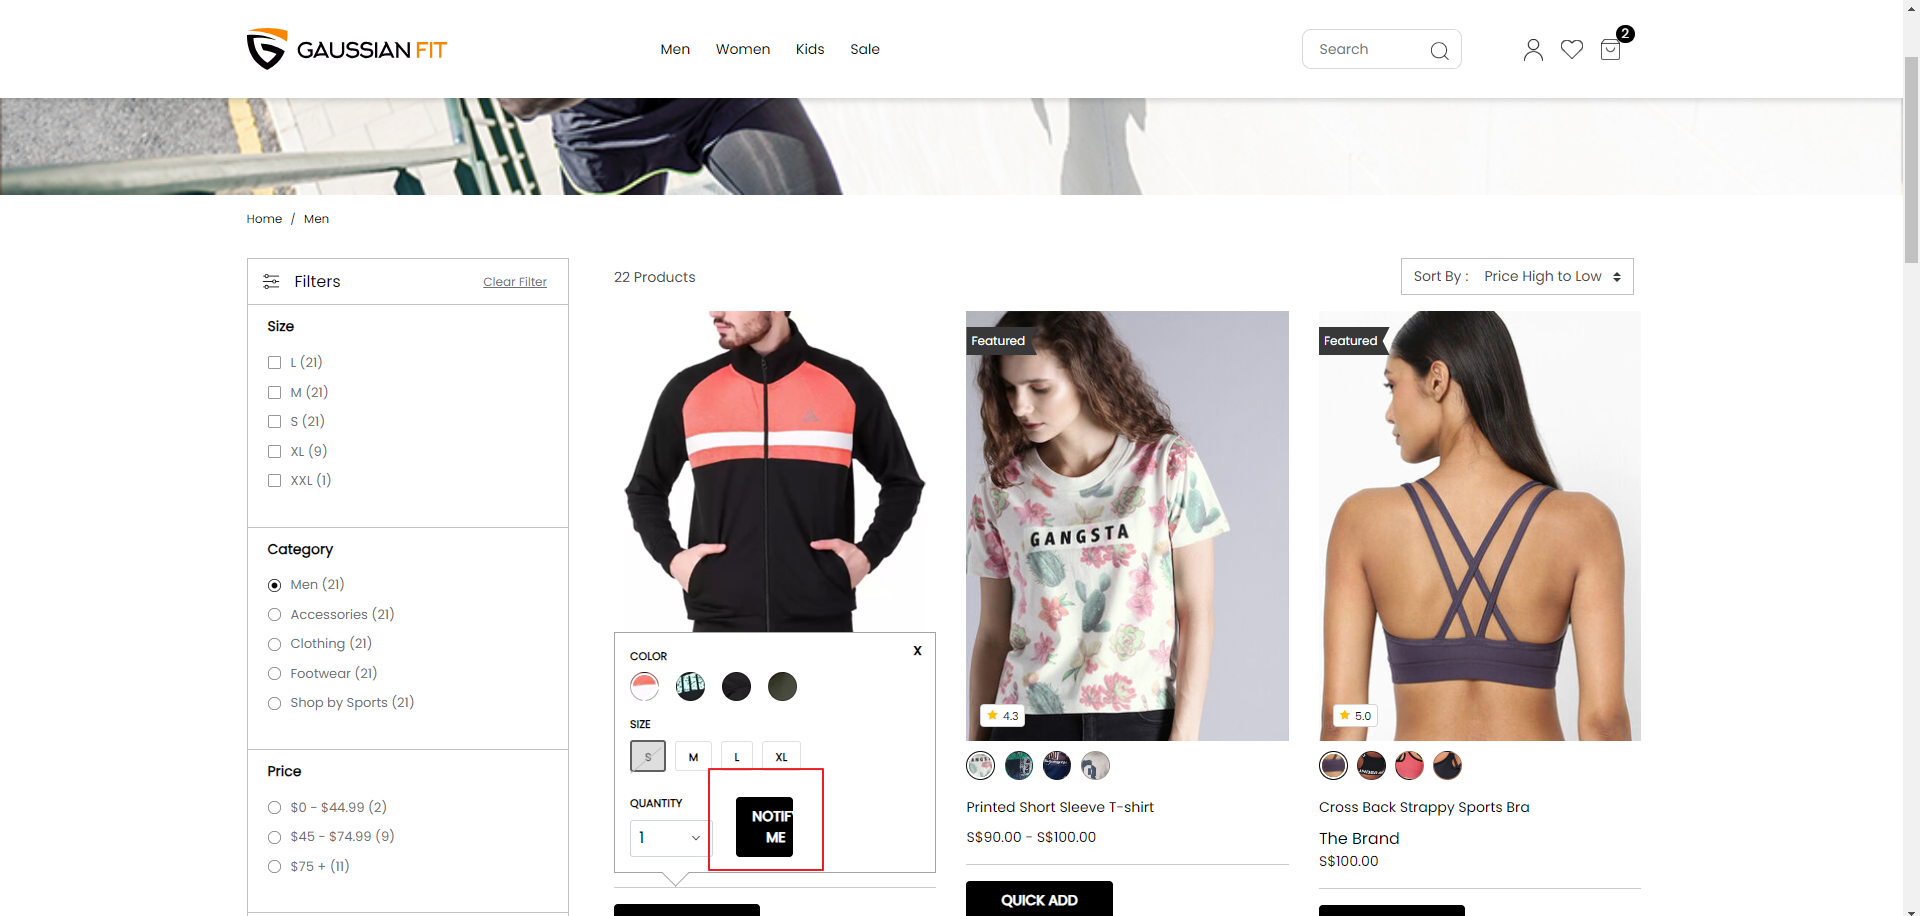 GAUSSIAN FIT
Men Women Kids Sale
Search
2
Home / Men
Filters Clear Filter
Size
L (21)
M (21)
S (21)
XL (9)
XXL (1)
Category
Men (21)
Accessories (21)
Clothing (21)
Footwear (21)
Shop by Sports (21)
Price
$0 - $44.99 (2)
$45 - $74.99 (9)
$75 + (11)
22 Products
Sort By : Price High to Low
COLOR X
SIZE
S M L XL
QUANTITY
1
NOTIF
ME
Featured
GANGSTA
4.3
Printed Short Sleeve T-shirt
S$90.00 - S$100.00
QUICK ADD
Featured
5.0
Cross Back Strappy Sports Bra
The Brand
S$100.00